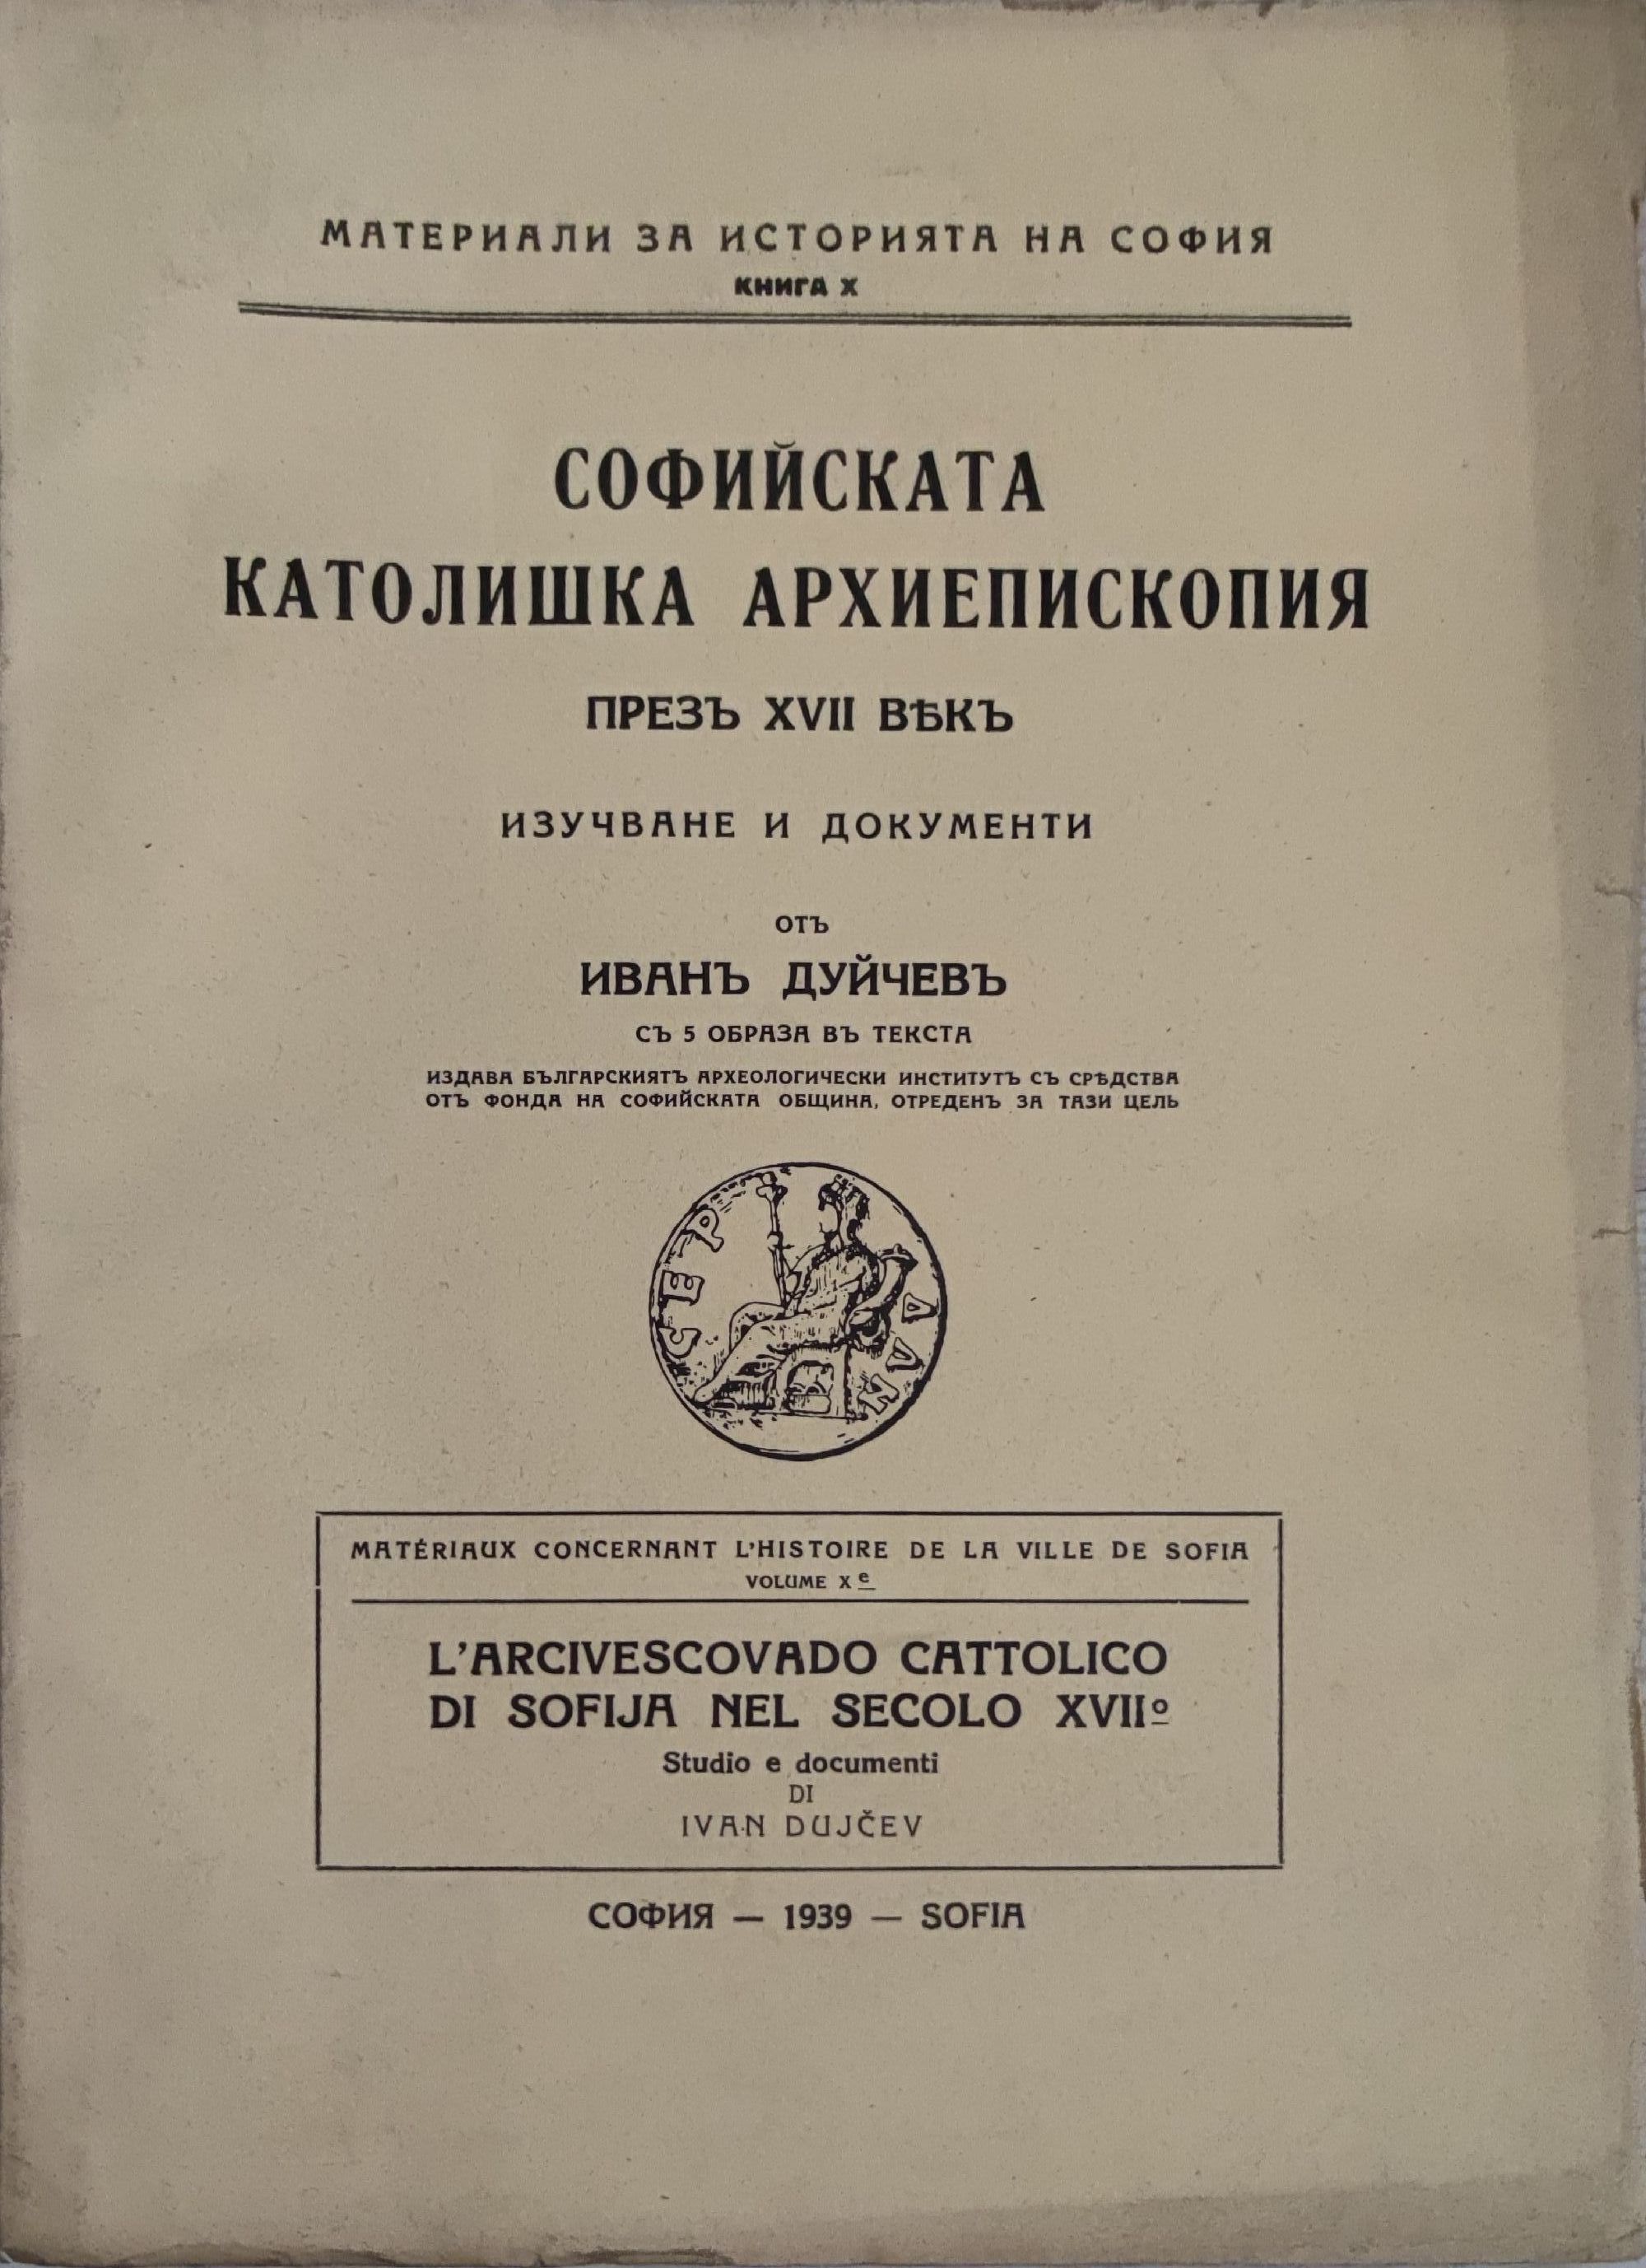 МАТЕРИАЛИ ЗА ИСТОРИЯТА НА СОФИЯ
КНИГА X
СОФИЙСКАТА
КАТОЛИШКА АРХИЕПИСКОПИЯ
ПРЕЗЪ XVII ВѢКЪ
ИЗУЧВАНЕ И ДОКУМЕНТИ
ОТЪ
ИВАНЪ ДУЙЧЕВЪ
СЪ 5 ОБРАЗА ВЪ ТЕКСТА
ИЗДАВА БЪЛГАРСКИЯТЪ АРХЕОЛОГИЧЕСКИ ИНСТИТУТЪ СЪ СРѢДСТВА
ОТЪ ФОНДА НА СОФИЙСКАТА ОБЩИНА, ОТРЕДЕНЪ ЗА ТАЗИ ЦЕЛЬ
СЕР
MATÉRIAUX CONCERNANT L'HISTOIRE DE LA VILLE DE SOFIA
VOLUME Xe
L'ARCIVESCOVADO CATTOLICO
DI SOFIJA NEL SECOLO XVIIº
Studio e documenti
DI
IVAN DUJČEV
СОФИЯ — 1939 — SOFIA